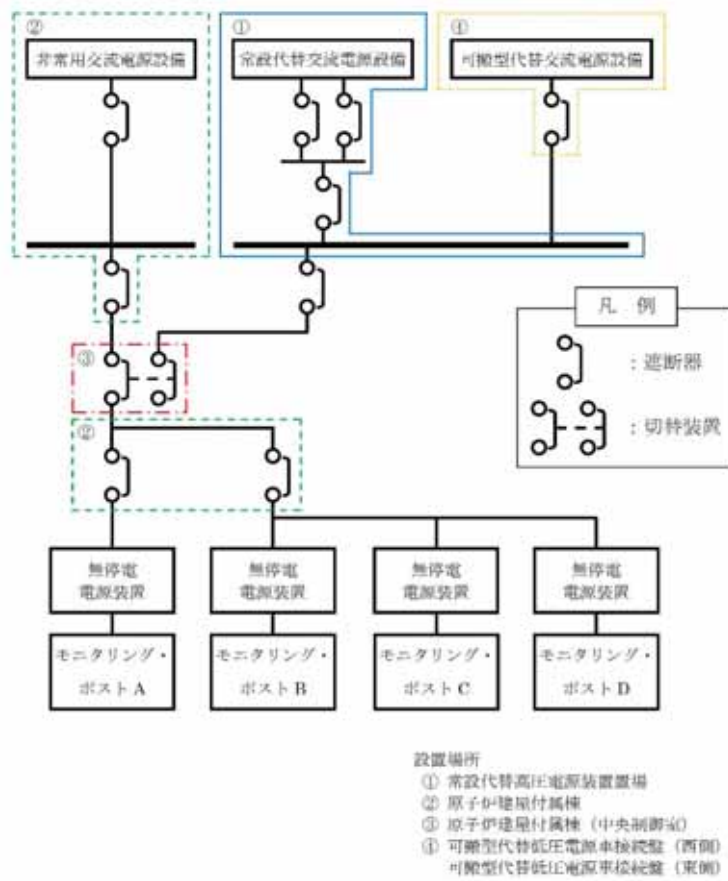 ②
①
④
非常用交流電源設備
常設代替交流電源設備
可搬型代替交流電源設備
凡 例
:遮断器
:切替装置
③
②
無停電
電源装置
無停電
電源装置
無停電
電源装置
無停電
電源装置
モニタリング・
ポストA
モニタリング・
ポストB
モニタリング・
ポストC
モニタリング・
ポストD
設置場所
① 常設代替高圧電源装置置場
② 原子炉建屋付属棟
③ 原子炉建屋付属棟(中央制御室)
④ 可搬型代替低圧電源車接続盤(西側)
可搬型代替低圧電源車接続盤(東側)